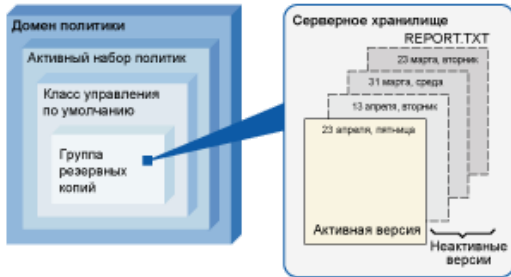 Домен политики
Активный набор политик
Класс управления
по умолчанию
Группа
резервных
копий
Серверное хранилище
REPORT.TXT
23 марта, вторник
31 марта, среда
13 апреля, вторник
23 апреля, пятница
Активная версия
Неактивные
версии